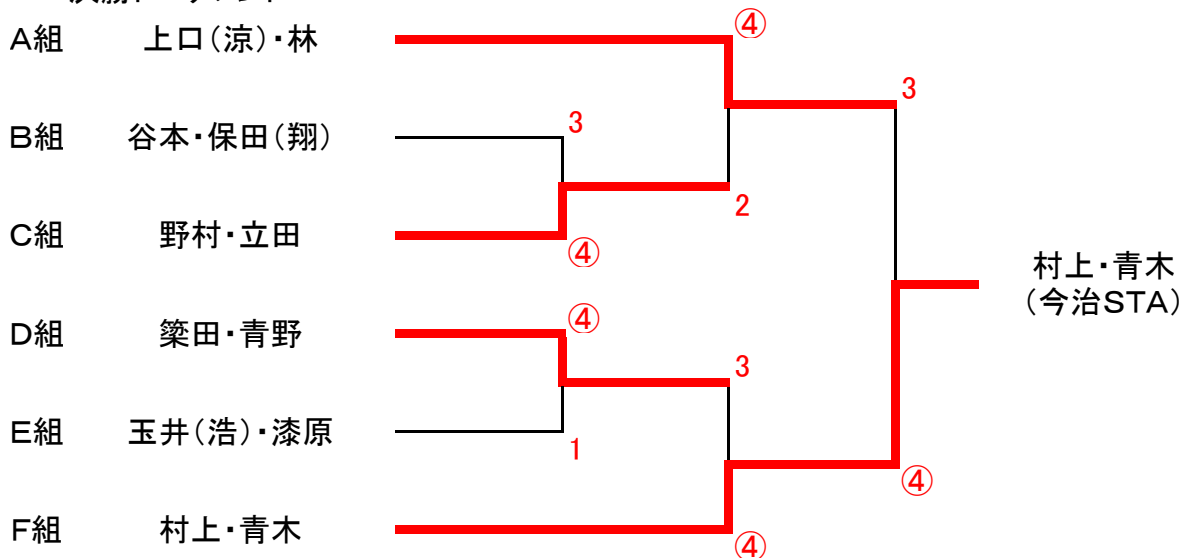 ④
A組 上口(涼)・林
3
B組 谷本・保田(翔) 3
2
C組 野村・立田
④
村上・青木
(今治STA)
④
D組 簗田・青野
3
E組 玉井(浩)・漆原
1
④
F組 村上・青木
④